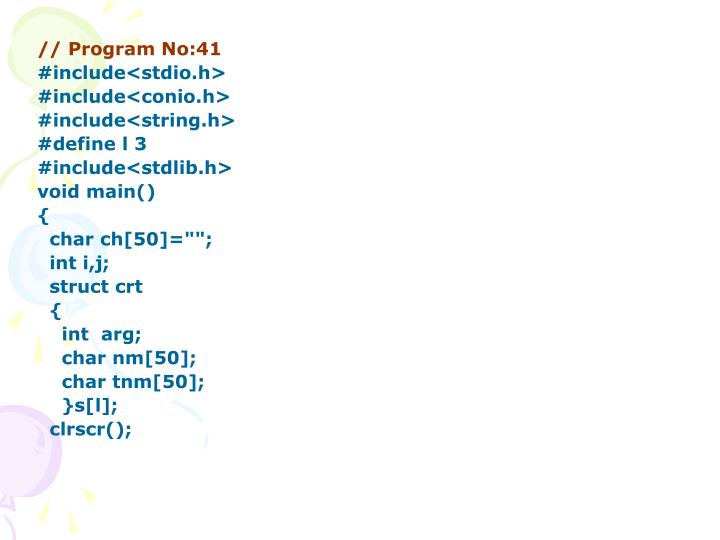 // Program No:41
#include<stdio.h>
#include<conio.h>
#include<string.h>
#define l 3
#include<stdlib.h>
void main()
{
  char ch[50]="";
  int i,j;
  struct crt
  {
    int  arg;
    char nm[50];
    char tnm[50];
    }s[l];
  clrscr();